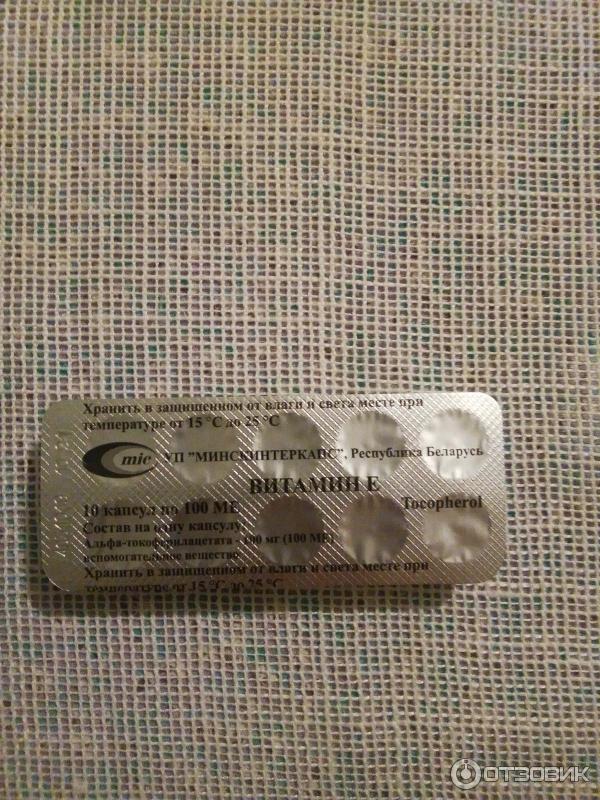 Хранить в защищенном от влаги и света месте при
температуре от 15 °С до 25 °С
mic
УП "МИНСКИНТЕРКАПС", Республика Беларусь
ВИТАМИН Е
10 капсул по 100 МЕ
Tocopherol
Состав на одну капсулу:
Альфа-токоферилацетата - 100 мг (100 МЕ)
вспомогательное вещество
Хранить в защищенном от влаги и света месте при
температуре от 15 °С до 25 °С
ОТЗОВИК